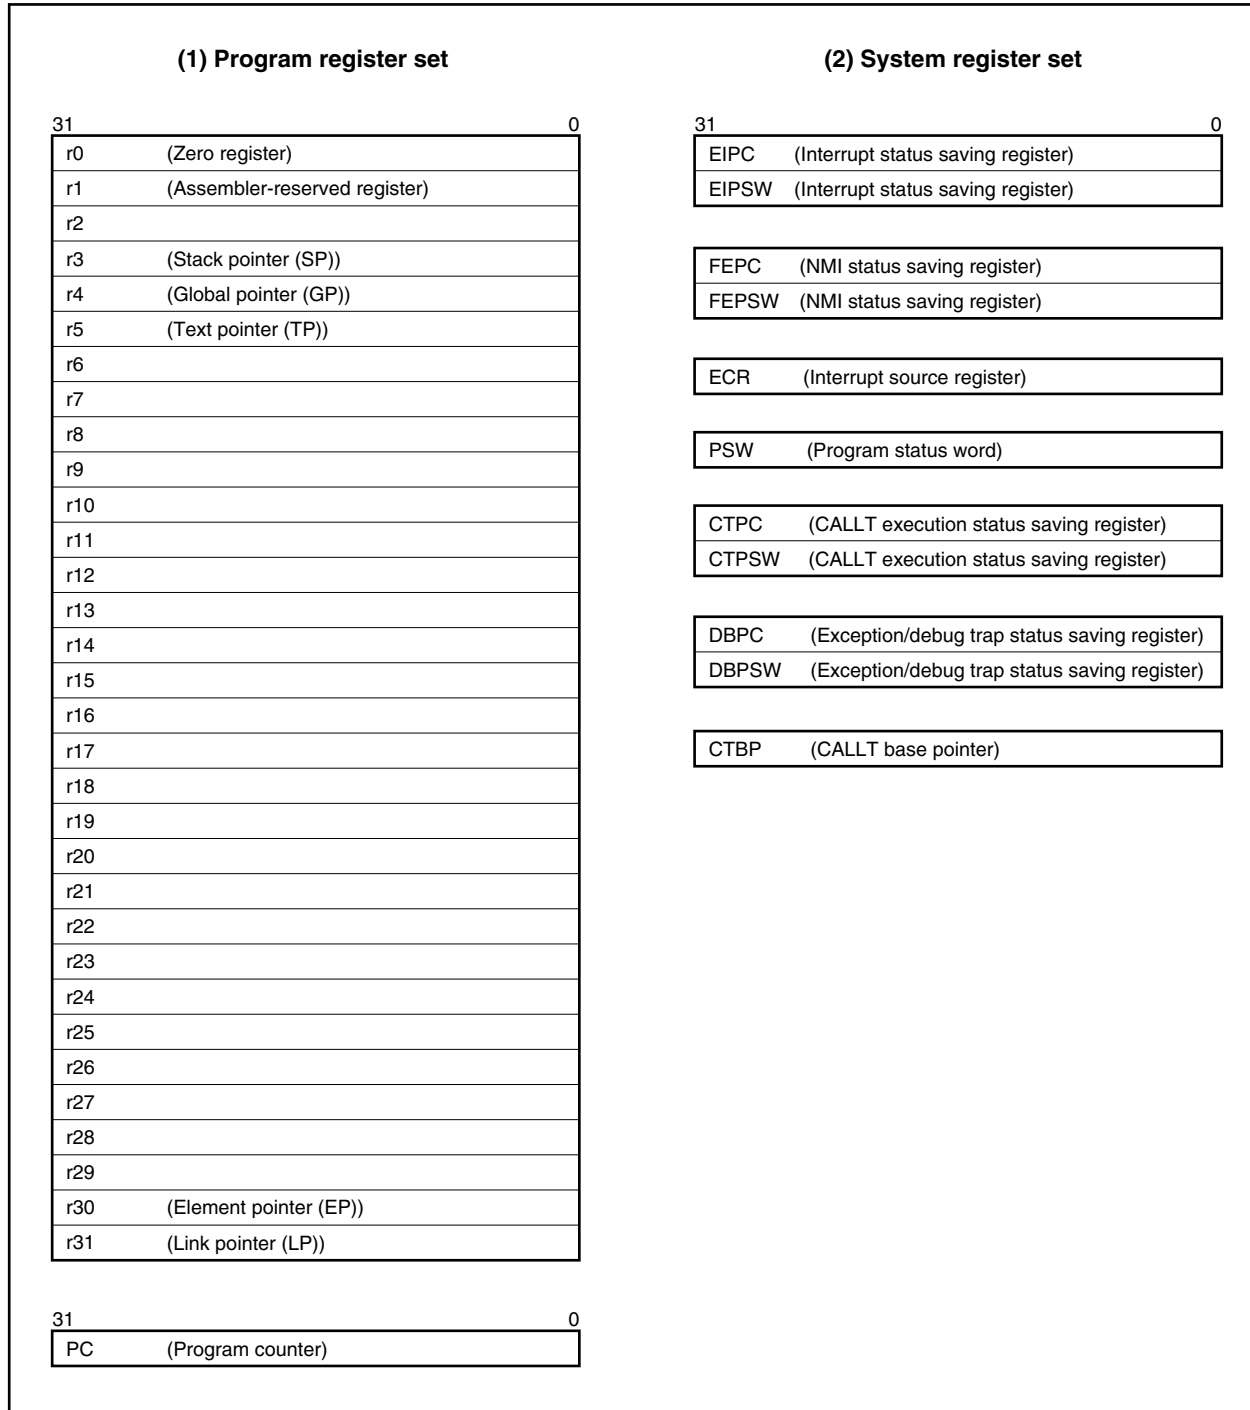 (1) Program register set
31 0
r0 (Zero register)
r1 (Assembler-reserved register)
r2
r3 (Stack pointer (SP))
r4 (Global pointer (GP))
r5 (Text pointer (TP))
r6
r7
r8
r9
r10
r11
r12
r13
r14
r15
r16
r17
r18
r19
r20
r21
r22
r23
r24
r25
r26
r27
r28
r29
r30 (Element pointer (EP))
r31 (Link pointer (LP))
31 0
PC (Program counter)
(2) System register set
31 0
EIPC (Interrupt status saving register)
EIPSW (Interrupt status saving register)
FEPC (NMI status saving register)
FEPSW (NMI status saving register)
ECR (Interrupt source register)
PSW (Program status word)
CTPC (CALLT execution status saving register)
CTPSW (CALLT execution status saving register)
DBPC (Exception/debug trap status saving register)
DBPSW (Exception/debug trap status saving register)
CTBP (CALLT base pointer)